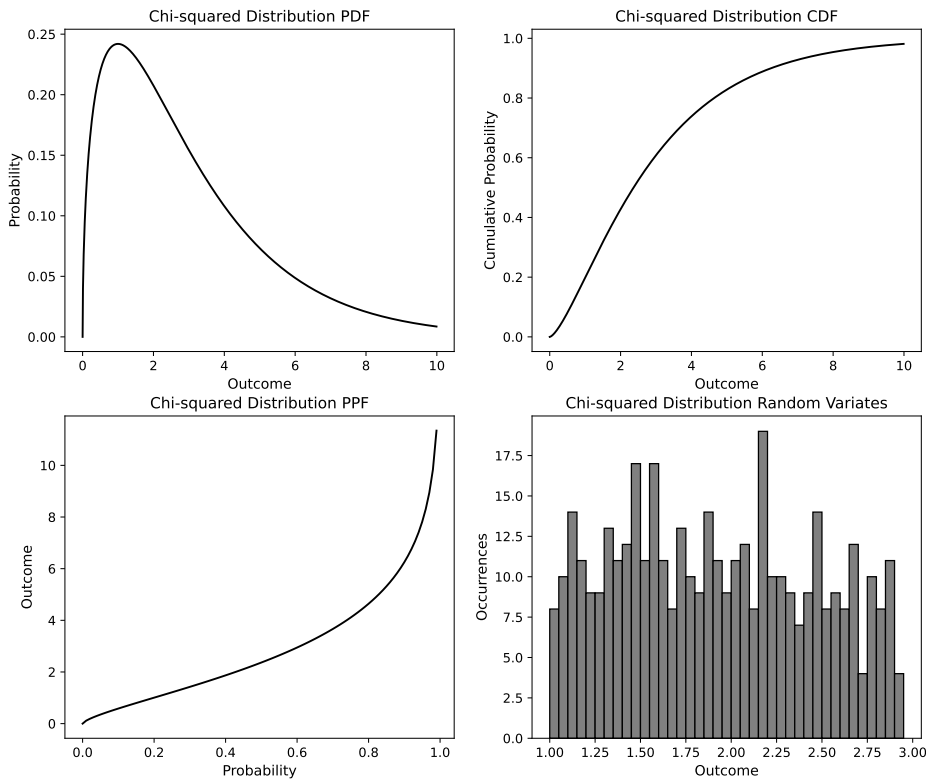 Chi-squared Distribution PDF
0.25
0.20
0.15
0.10
0.05
0.00
Probability
0 2 4 6 8 10
Outcome
Chi-squared Distribution CDF
1.0
0.8
0.6
0.4
0.2
0.0
Cumulative Probability
0 2 4 6 8 10
Outcome
Chi-squared Distribution PPF
10
8
6
4
2
0
Outcome
0.0 0.2 0.4 0.6 0.8 1.0
Probability
Chi-squared Distribution Random Variates
17.5
15.0
12.5
10.0
7.5
5.0
2.5
0.0
Occurrences
1.00 1.25 1.50 1.75 2.00 2.25 2.50 2.75 3.00
Outcome